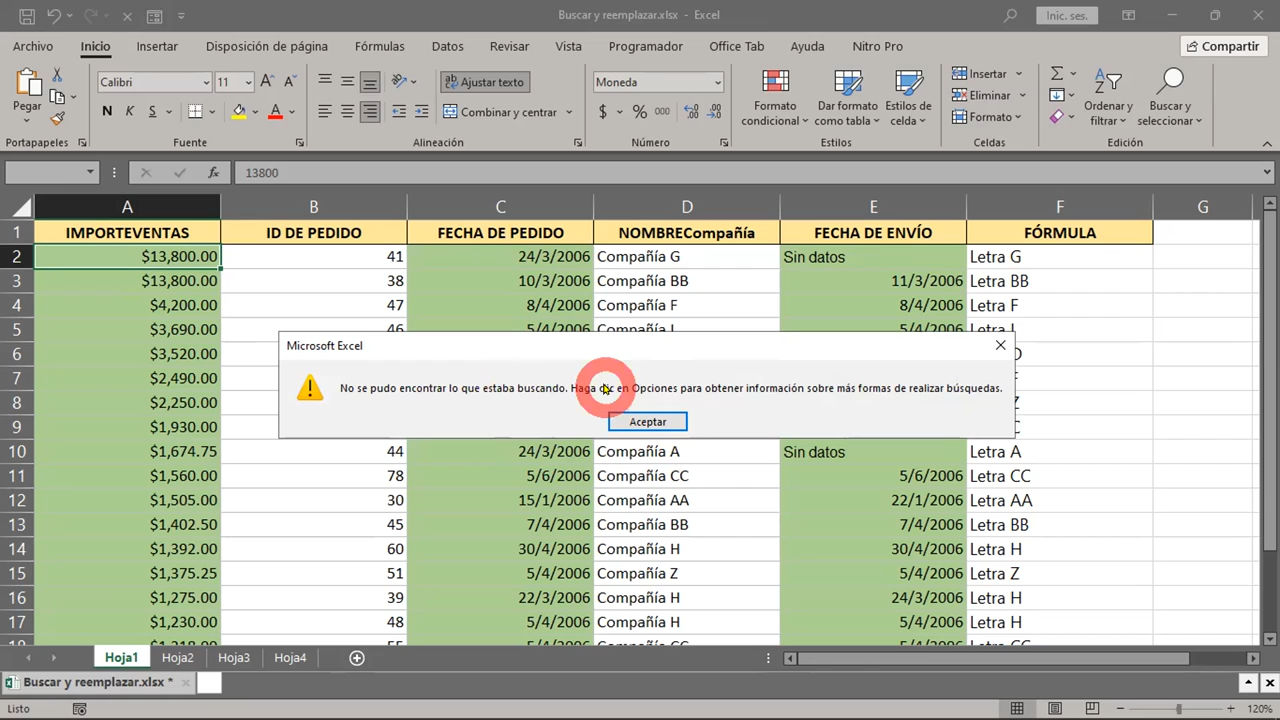 Buscar y reemplazar.xlsx - Excel
Inic. ses.
Archivo Inicio Insertar Disposición de página Fórmulas Datos Revisar Vista Programador Office Tab Ayuda Nitro Pro Compartir
Pegar
Calibri 11
N K S
Ajustar texto
Combinar y centrar
Moneda
$ % 000
Formato condicional
Dar formato como tabla
Estilos de celda
Insertar
Eliminar
Formato
Ordenar y filtrar
Buscar y seleccionar
Portapapeles Fuente Alineación Número Estilos Celdas Edición
fx 13800
A B C D E F G
1 IMPORTEVENTAS ID DE PEDIDO FECHA DE PEDIDO NOMBRECompañía FECHA DE ENVÍO FÓRMULA
2 $13,800.00 41 24/3/2006 Compañía G Sin datos Letra G
3 $13,800.00 38 10/3/2006 Compañía BB 11/3/2006 Letra BB
4 $4,200.00 47 8/4/2006 Compañía F 8/4/2006 Letra F
5 $3,690.00 46 5/4/2006 Compañía I 5/4/2006 Letra I
6 $3,520.00
7 $2,490.00
8 $2,250.00
9 $1,930.00
Microsoft Excel
No se pudo encontrar lo que estaba buscando. Haga clic en Opciones para obtener información sobre más formas de realizar búsquedas.
Aceptar
10 $1,674.75 44 24/3/2006 Compañía A Sin datos Letra A
11 $1,560.00 78 5/6/2006 Compañía CC 5/6/2006 Letra CC
12 $1,505.00 30 15/1/2006 Compañía AA 22/1/2006 Letra AA
13 $1,402.50 45 7/4/2006 Compañía BB 7/4/2006 Letra BB
14 $1,392.00 60 30/4/2006 Compañía H 30/4/2006 Letra H
15 $1,375.25 51 5/4/2006 Compañía Z 5/4/2006 Letra Z
16 $1,275.00 39 22/3/2006 Compañía H 24/3/2006 Letra H
17 $1,230.00 48 5/4/2006 Compañía H 5/4/2006 Letra H
Hoja1 Hoja2 Hoja3 Hoja4
Buscar y reemplazar.xlsx *
Listo
120%